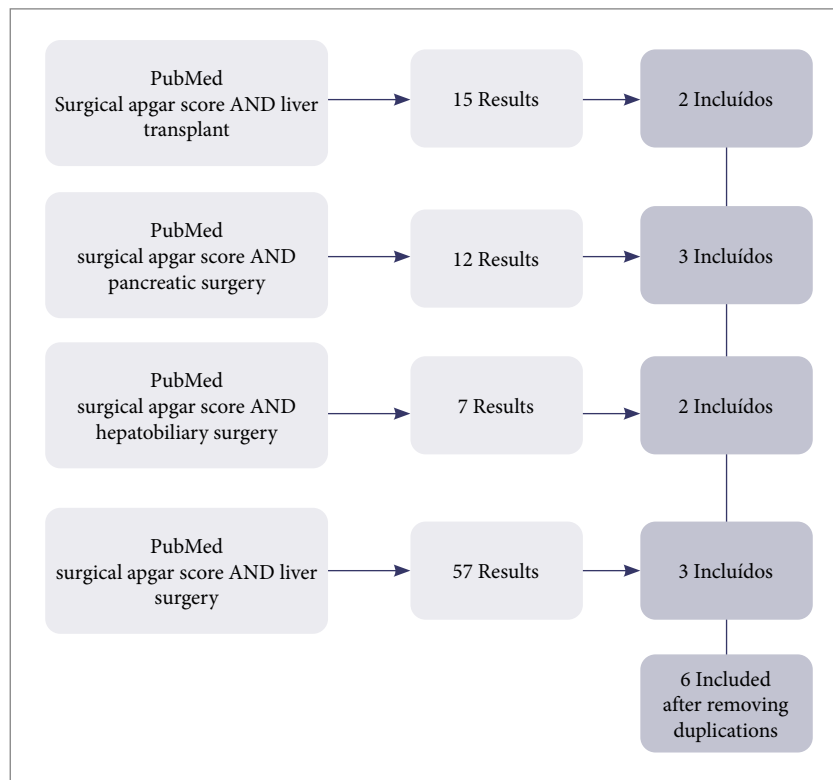 PubMed
Surgical apgar score AND liver
transplant
15 Results
2 Incluídos
PubMed
surgical apgar score AND
pancreatic surgery
12 Results
3 Incluídos
PubMed
surgical apgar score AND
hepatobiliary surgery
7 Results
2 Incluídos
PubMed
surgical apgar score AND liver
surgery
57 Results
3 Incluídos
6 Included
after removing
duplications